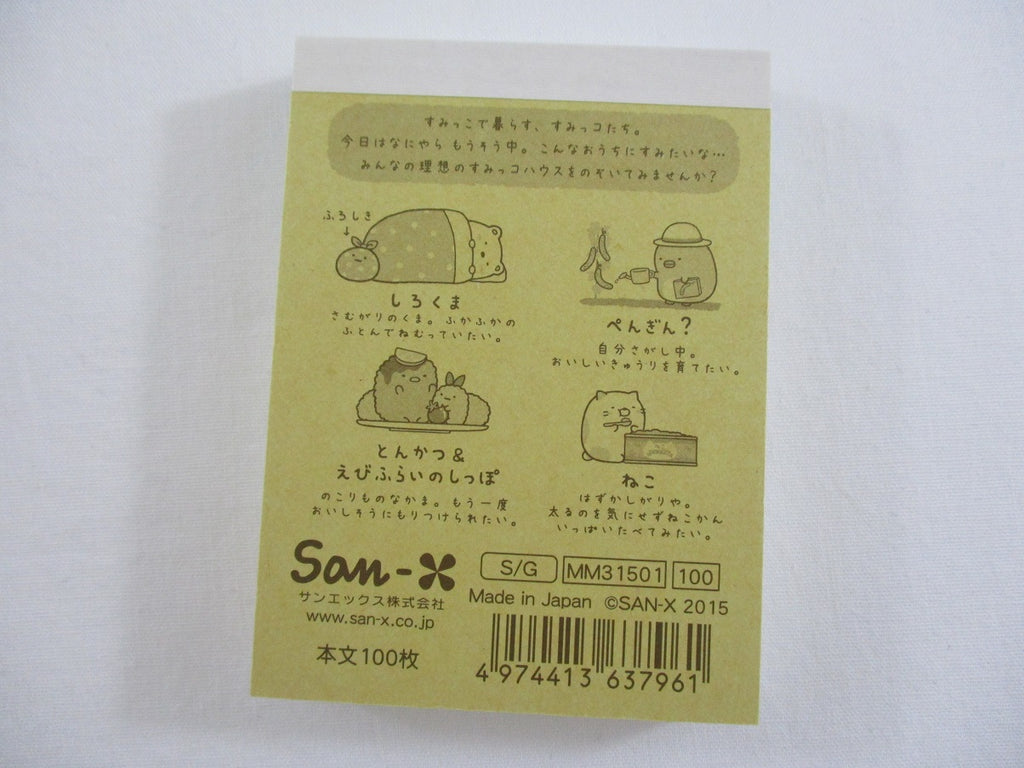 すみっこで暮らす、すみっコたち。
今日はなにやら もうそう中。こんなおうちにすみたいな…
みんなの理想のすみっコハウスをのぞいてみませんか?
ふろしき
↓
しろくま
さむがりのくま。ふかふかの
ふとんでねむっていたい。
ぺんぎん?
自分さがし中。
おいしいきゅうりを育てたい。
とんかつ&
えびふらいのしっぽ
のこりものなかま。もう一度
おいしそうにもりつけられたい。
ねこ
はずかしがりや。
太るのを気にせずねこかん
いっぱいたべてみたい。
San-X
サンエックス株式会社
www.san-x.co.jp
本文100枚
S/G MM31501 100
Made in Japan ©SAN-X 2015
4 974413 637961